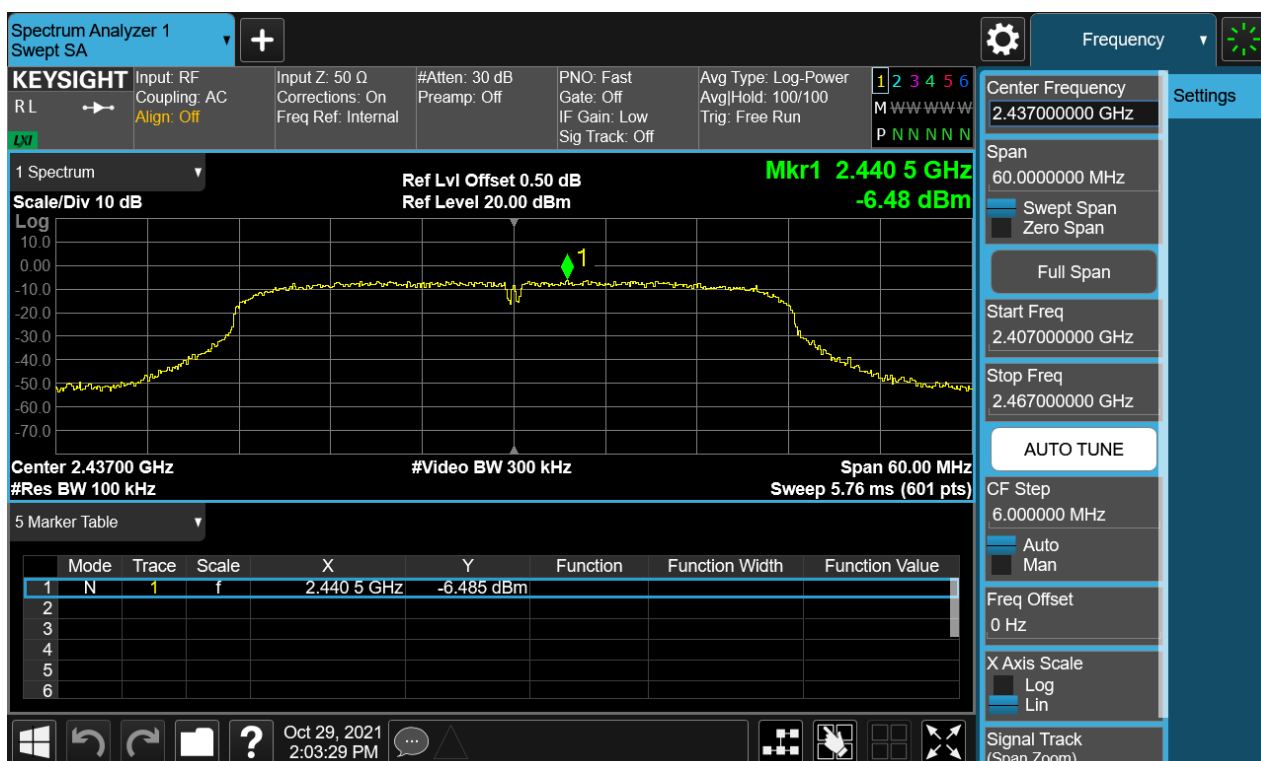 Spectrum Analyzer 1
Swept SA
Frequency
KEYSIGHT
R L
LXI
Input: RF
Coupling: AC
Align: Off
Input Z: 50 Ω
Corrections: On
Freq Ref: Internal
#Atten: 30 dB
Preamp: Off
PNO: Fast
Gate: Off
IF Gain: Low
Sig Track: Off
Avg Type: Log-Power
Avg|Hold: 100/100
Trig: Free Run
1 2 3 4 5 6
M W W W W W
P N N N N N
1 Spectrum
Scale/Div 10 dB
Ref Lvl Offset 0.50 dB
Ref Level 20.00 dBm
Mkr1 2.440 5 GHz
-6.48 dBm
Log
10.0
0.00
-10.0
-20.0
-30.0
-40.0
-50.0
-60.0
-70.0
1
Center 2.43700 GHz
#Res BW 100 kHz
#Video BW 300 kHz
Span 60.00 MHz
Sweep 5.76 ms (601 pts)
5 Marker Table
Mode Trace Scale X Y Function Function Width Function Value
1 N 1 f 2.440 5 GHz -6.485 dBm
2
3
4
5
6
Oct 29, 2021
2:03:29 PM
Center Frequency
2.437000000 GHz
Settings
Span
60.0000000 MHz
Swept Span
Zero Span
Full Span
Start Freq
2.407000000 GHz
Stop Freq
2.467000000 GHz
AUTO TUNE
CF Step
6.000000 MHz
Auto
Man
Freq Offset
0 Hz
X Axis Scale
Log
Lin
Signal Track
(Span Zoom)